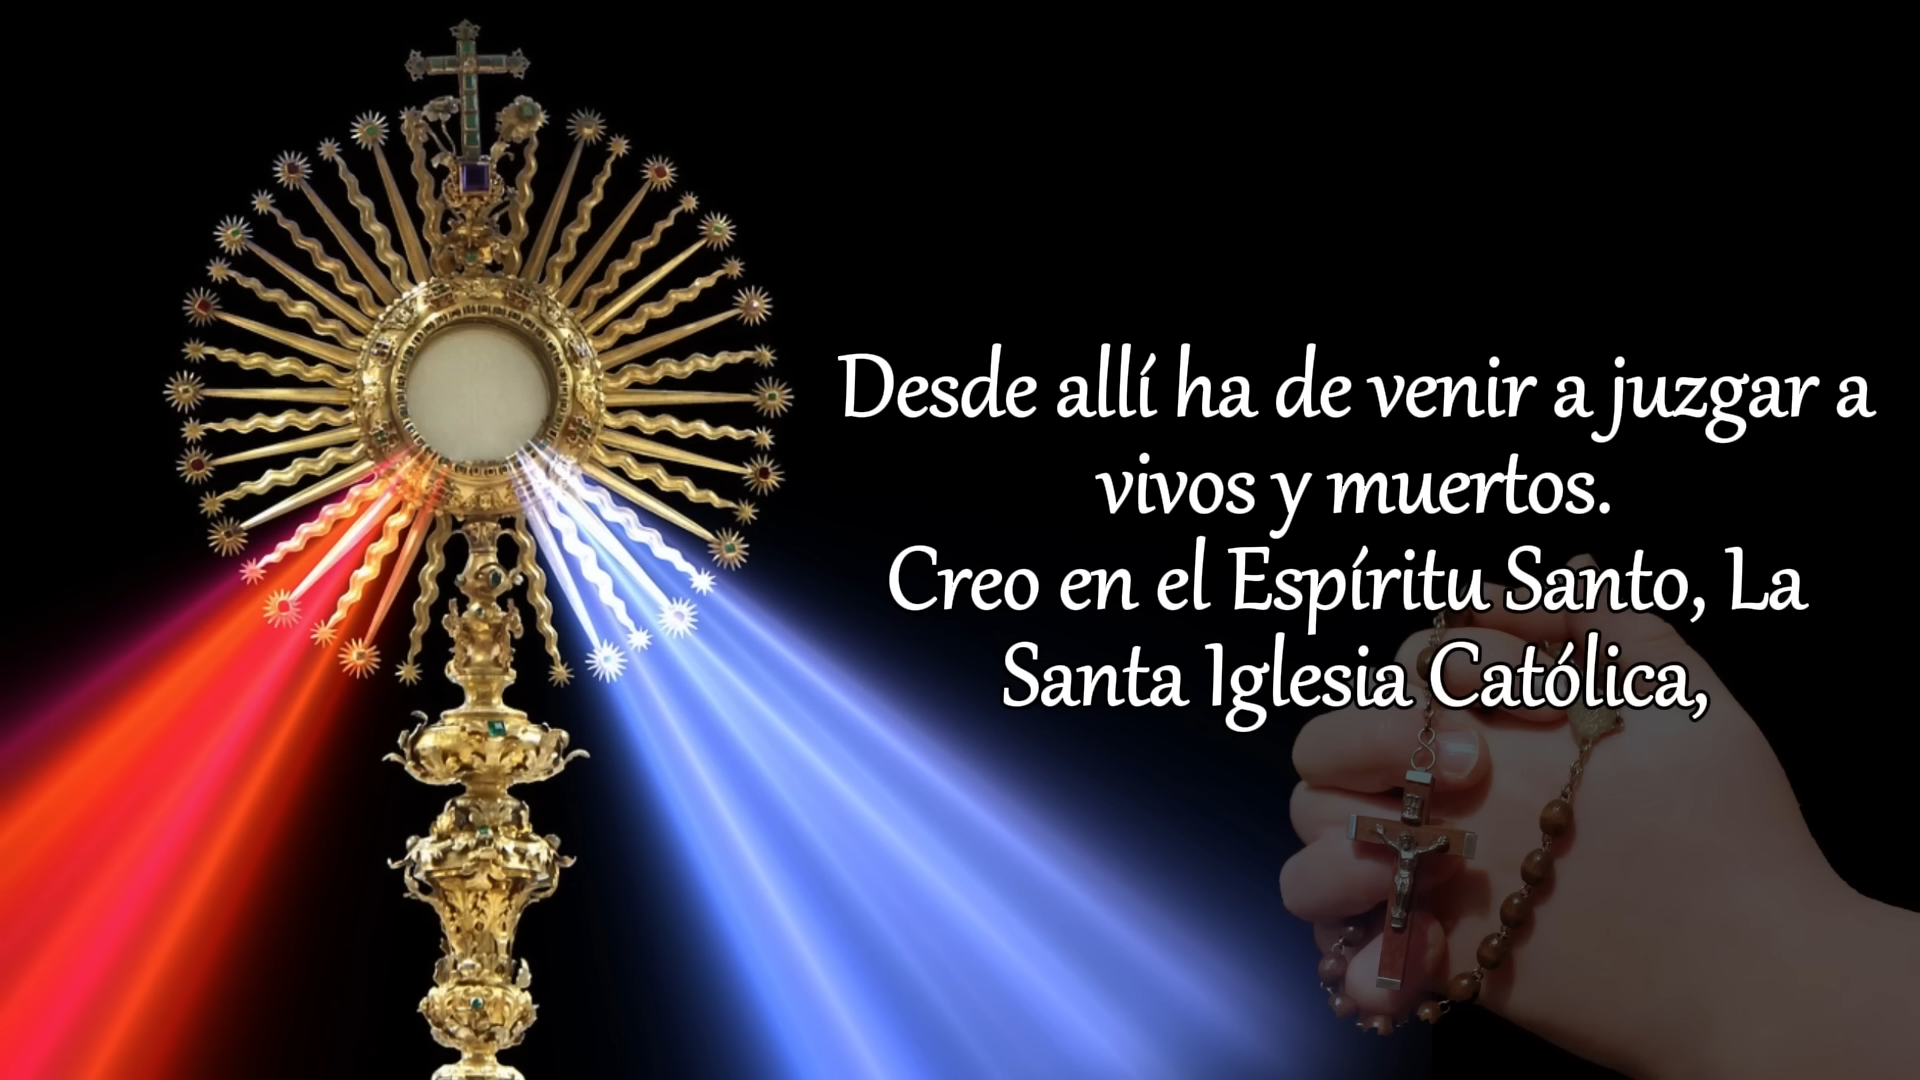 Desde allí ha de venir a juzgar a
vivos y muertos.
Creo en el Espíritu Santo, La
Santa Iglesia Católica,